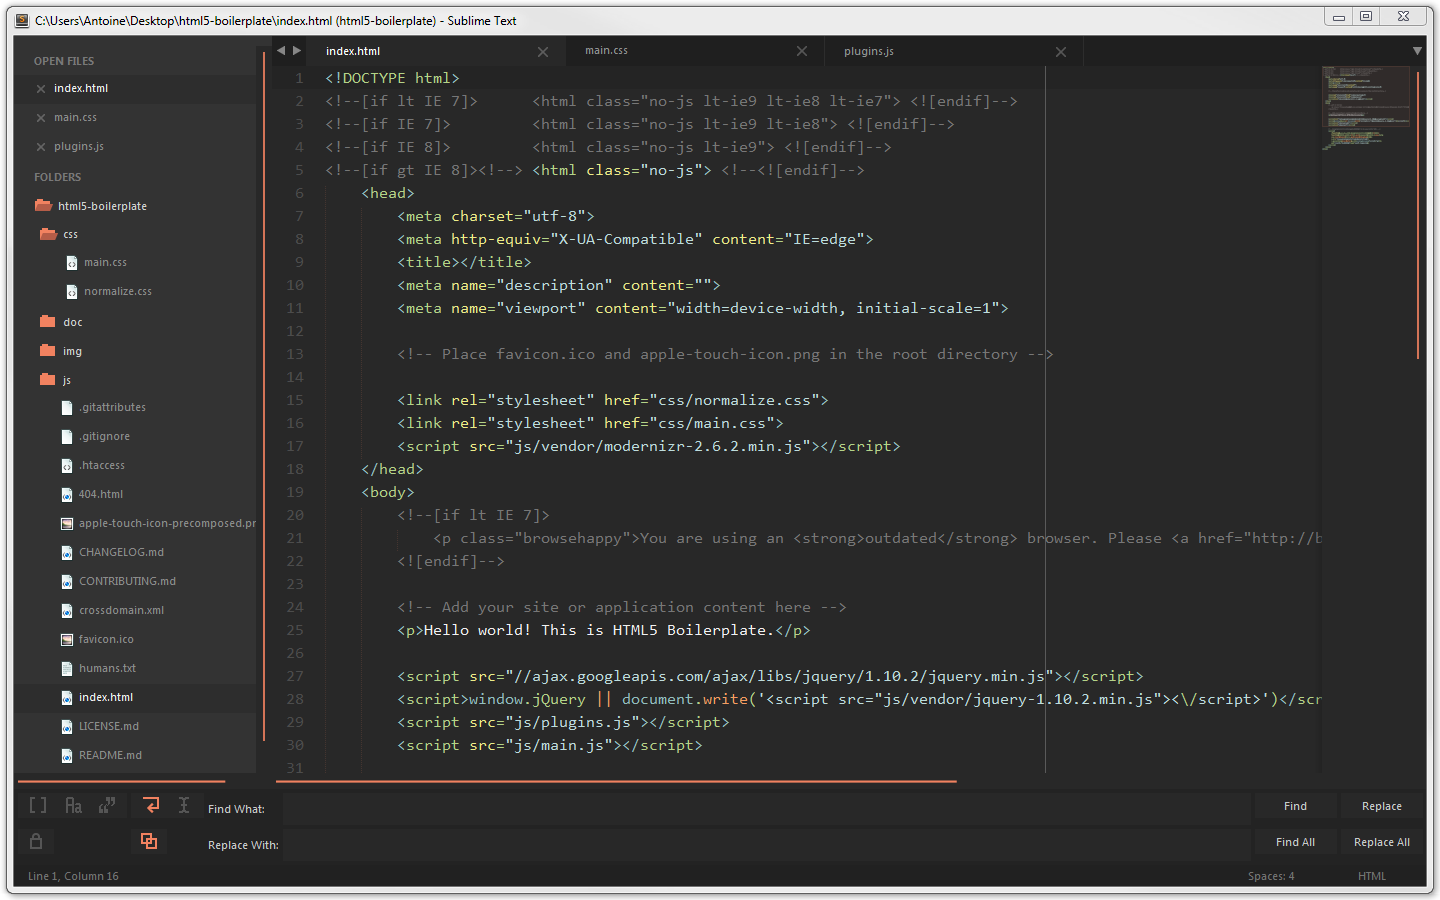 C:\Users\Antoine\Desktop\html5-boilerplate\index.html (html5-boilerplate) - Sublime Text
OPEN FILES
index.html
main.css
plugins.js
FOLDERS
html5-boilerplate
css
main.css
normalize.css
doc
img
js
.gitattributes
.gitignore
.htaccess
404.html
apple-touch-icon-precomposed.pr
CHANGELOG.md
CONTRIBUTING.md
crossdomain.xml
favicon.ico
humans.txt
index.html
LICENSE.md
README.md
index.html
main.css
plugins.js
1 <!DOCTYPE html>
2 <!--[if lt IE 7]>      <html class="no-js lt-ie9 lt-ie8 lt-ie7"> <![endif]-->
3 <!--[if IE 7]>         <html class="no-js lt-ie9 lt-ie8"> <![endif]-->
4 <!--[if IE 8]>         <html class="no-js lt-ie9"> <![endif]-->
5 <!--[if gt IE 8]><!--> <html class="no-js"> <!--<![endif]-->
6     <head>
7         <meta charset="utf-8">
8         <meta http-equiv="X-UA-Compatible" content="IE=edge">
9         <title></title>
10         <meta name="description" content="">
11         <meta name="viewport" content="width=device-width, initial-scale=1">
12
13         <!-- Place favicon.ico and apple-touch-icon.png in the root directory -->
14
15         <link rel="stylesheet" href="css/normalize.css">
16         <link rel="stylesheet" href="css/main.css">
17         <script src="js/vendor/modernizr-2.6.2.min.js"></script>
18     </head>
19     <body>
20         <!--[if lt IE 7]>
21             <p class="browsehappy">You are using an <strong>outdated</strong> browser. Please <a href="http://b
22         <![endif]-->
23
24         <!-- Add your site or application content here -->
25         <p>Hello world! This is HTML5 Boilerplate.</p>
26
27         <script src="//ajax.googleapis.com/ajax/libs/jquery/1.10.2/jquery.min.js"></script>
28         <script>window.jQuery || document.write('<script src="js/vendor/jquery-1.10.2.min.js"><\/script>')</scr
29         <script src="js/plugins.js"></script>
30         <script src="js/main.js"></script>
31
Find What:
Find
Replace
Replace With:
Find All
Replace All
Line 1, Column 16
Spaces: 4
HTML